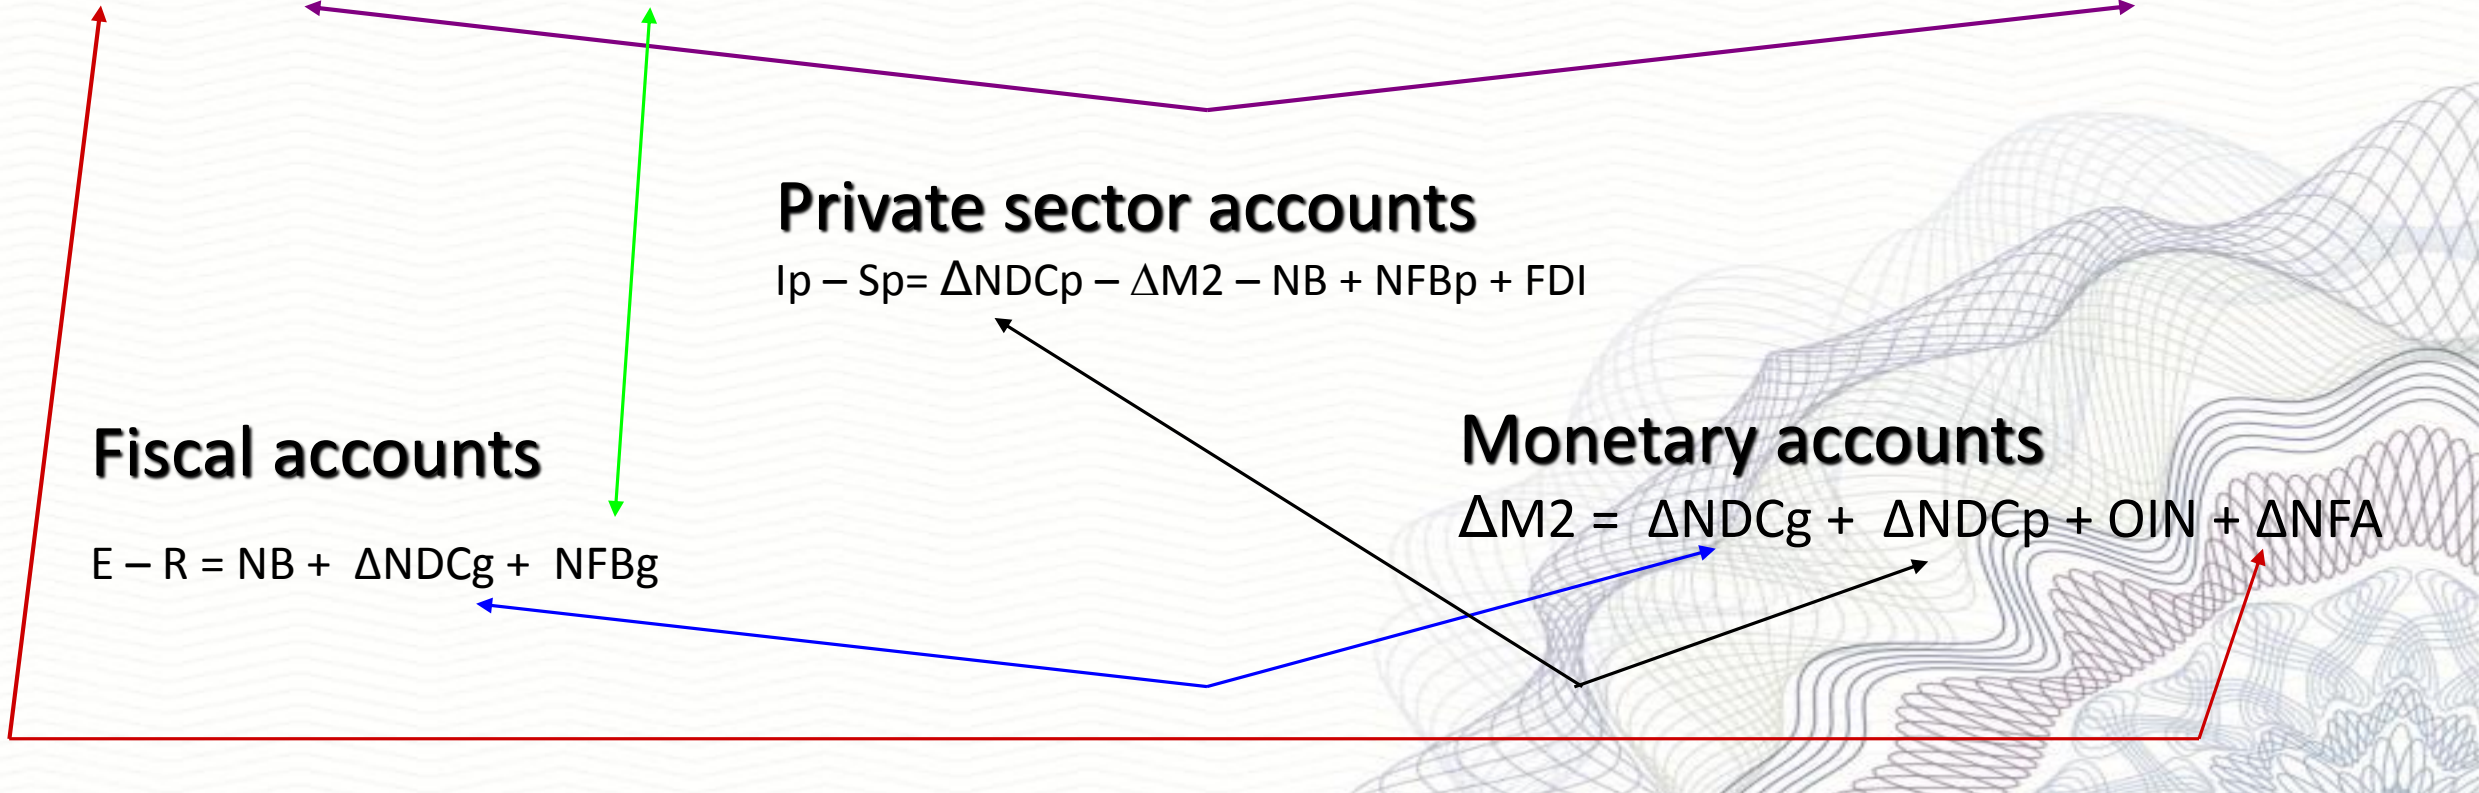 Private sector accounts
Ip – Sp= ΔNDCp – ΔM2 – NB + NFBp + FDI
Fiscal accounts
E – R = NB + ΔNDCg + NFBg
Monetary accounts
ΔM2 = ΔNDCg + ΔNDCp + OIN + ΔNFA